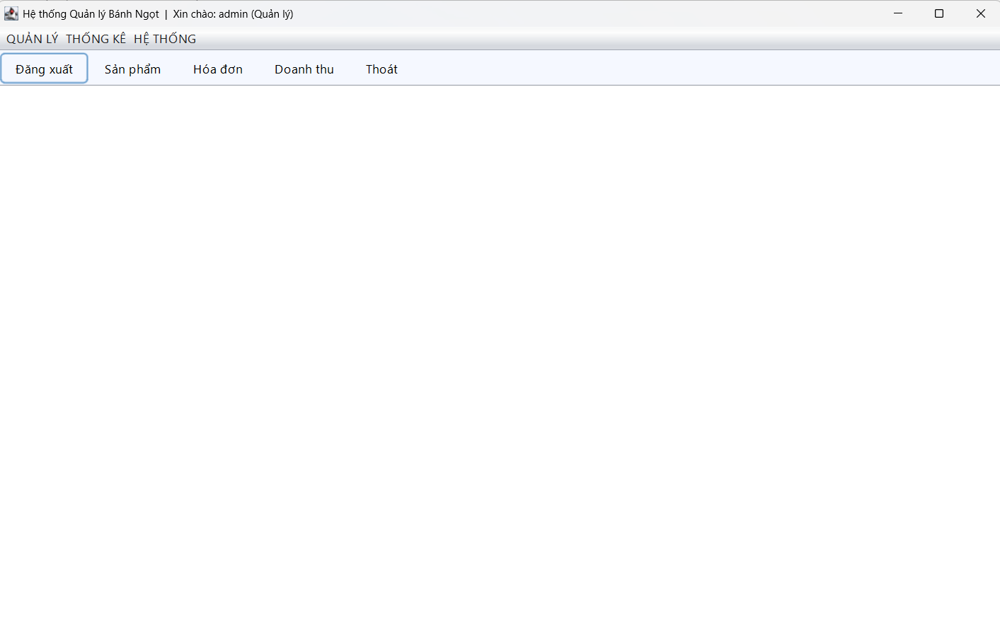 Hệ thống Quản lý Bánh Ngọt | Xin chào: admin (Quản lý)
QUẢN LÝ THỐNG KÊ HỆ THỐNG
Đăng xuất Sản phẩm Hóa đơn Doanh thu Thoát